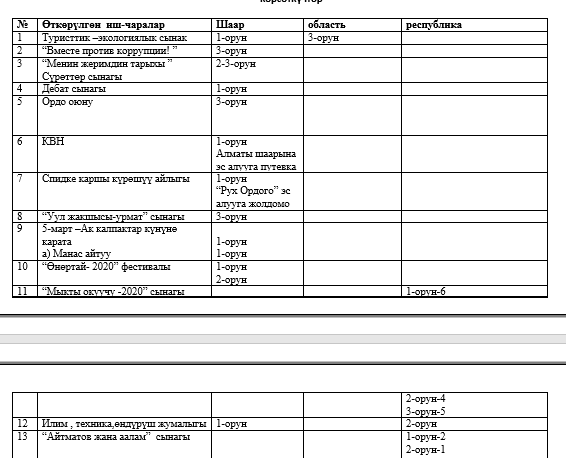 көрсөткүчтөр
№ Өткөрүлгөн иш-чаралар Шаар область республика
1 Туристтик –экологиялык сынак 1-орун 3-орун
2 “Вместе против коррупции! ” 3-орун
3 “Менин жеримдин тарыхы ” 2-3-орун
Сүрөттөр сынагы
4 Дебат сынагы 1-орун
5 Ордо оюну 3-орун
6 КВН 1-орун
Алматы шаарына
эс алууга путевка
7 Спидке каршы күрөшүү айлыгы 1-орун
“Рух Ордого” эс
алууга жолдомо
8 “Уул жакшысы-урмат” сынагы 3-орун
9 5-март –Ак калпактар күнүнө
карата 1-орун
а) Манас айтуу 1-орун
10 “Өнөртай- 2020” фестивалы 1-орун
2-орун
11 “Мыкты окуучу -2020” сынагы 1-орун-6
2-орун-4
3-орун-5
12 Илим , техника,өндүрүш жумалыгы 1-орун 2-орун
13 “Айтматов жана аалам” сынагы 1-орун-2
2-орун-1